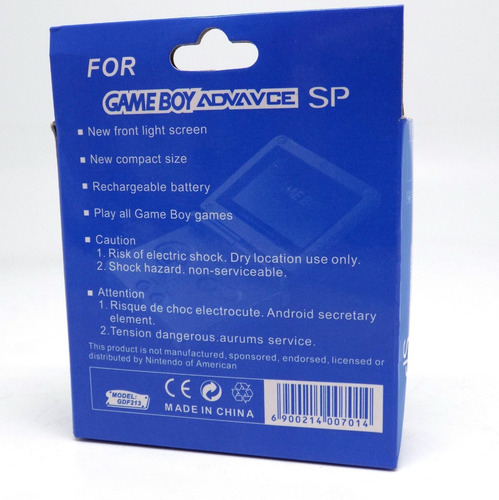 FOR
GAME BOY ADVAVCE SP
New front light screen
New compact size
Rechargeable battery
Play all Game Boy games
Caution
1. Risk of electric shock. Dry location use only.
2. Shock hazard. non-serviceable.
Attention
1. Risque de choc electrocute. Android secretary
element.
2.Tension dangerous.aurums service.
This product is not manufactured, sponsored, endorsed, licensed or
distributed by Nintendo of American
MODEL:
GDF213
CE
MADE IN CHINA
6 900214 007014